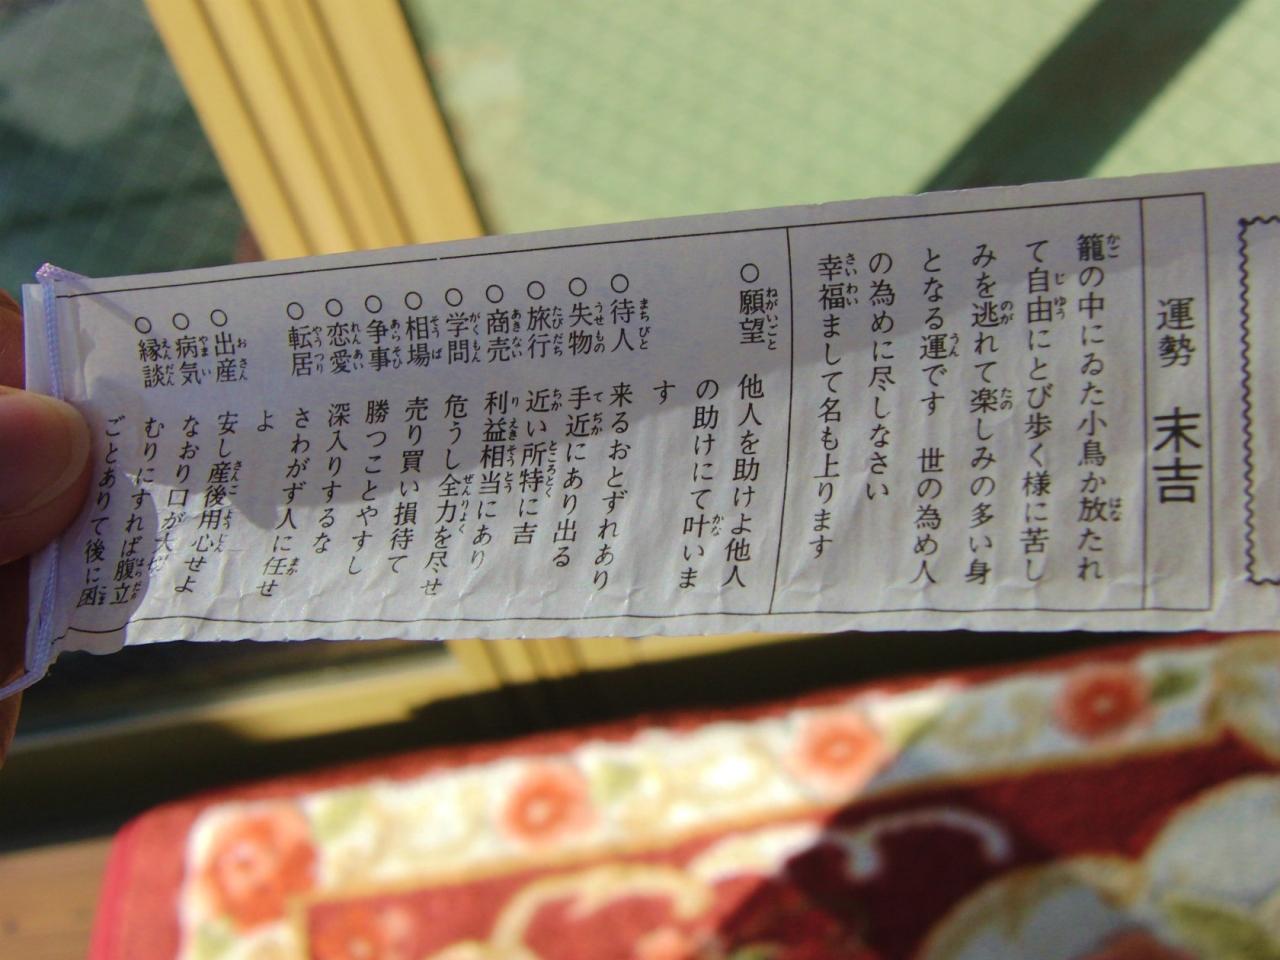 運勢 末吉
籠の中にゐた小鳥か放たれ
て自由にとび歩く様に苦し
みを逃れて楽しみの多い身
となる運です 世の為め人
の為めに尽しなさい
幸福まして名も上ります
○願望 他人を助けよ他人
の助けにて叶いま
す
○待人 来るおとずれあり
○失物 手近にあり出る
○旅行 近い所特に吉
○商売 利益相当にあり
○学問 危うし全力を尽せ
○相場 売り買い損待て
○争事 勝つことやすし
○恋愛 深入りするな
○転居 さわがず人に任せ
よ
○出産 安し産後用心せよ
○病気 なおり口が大切
○縁談 むりにすれば腹立
ごとありて後に困